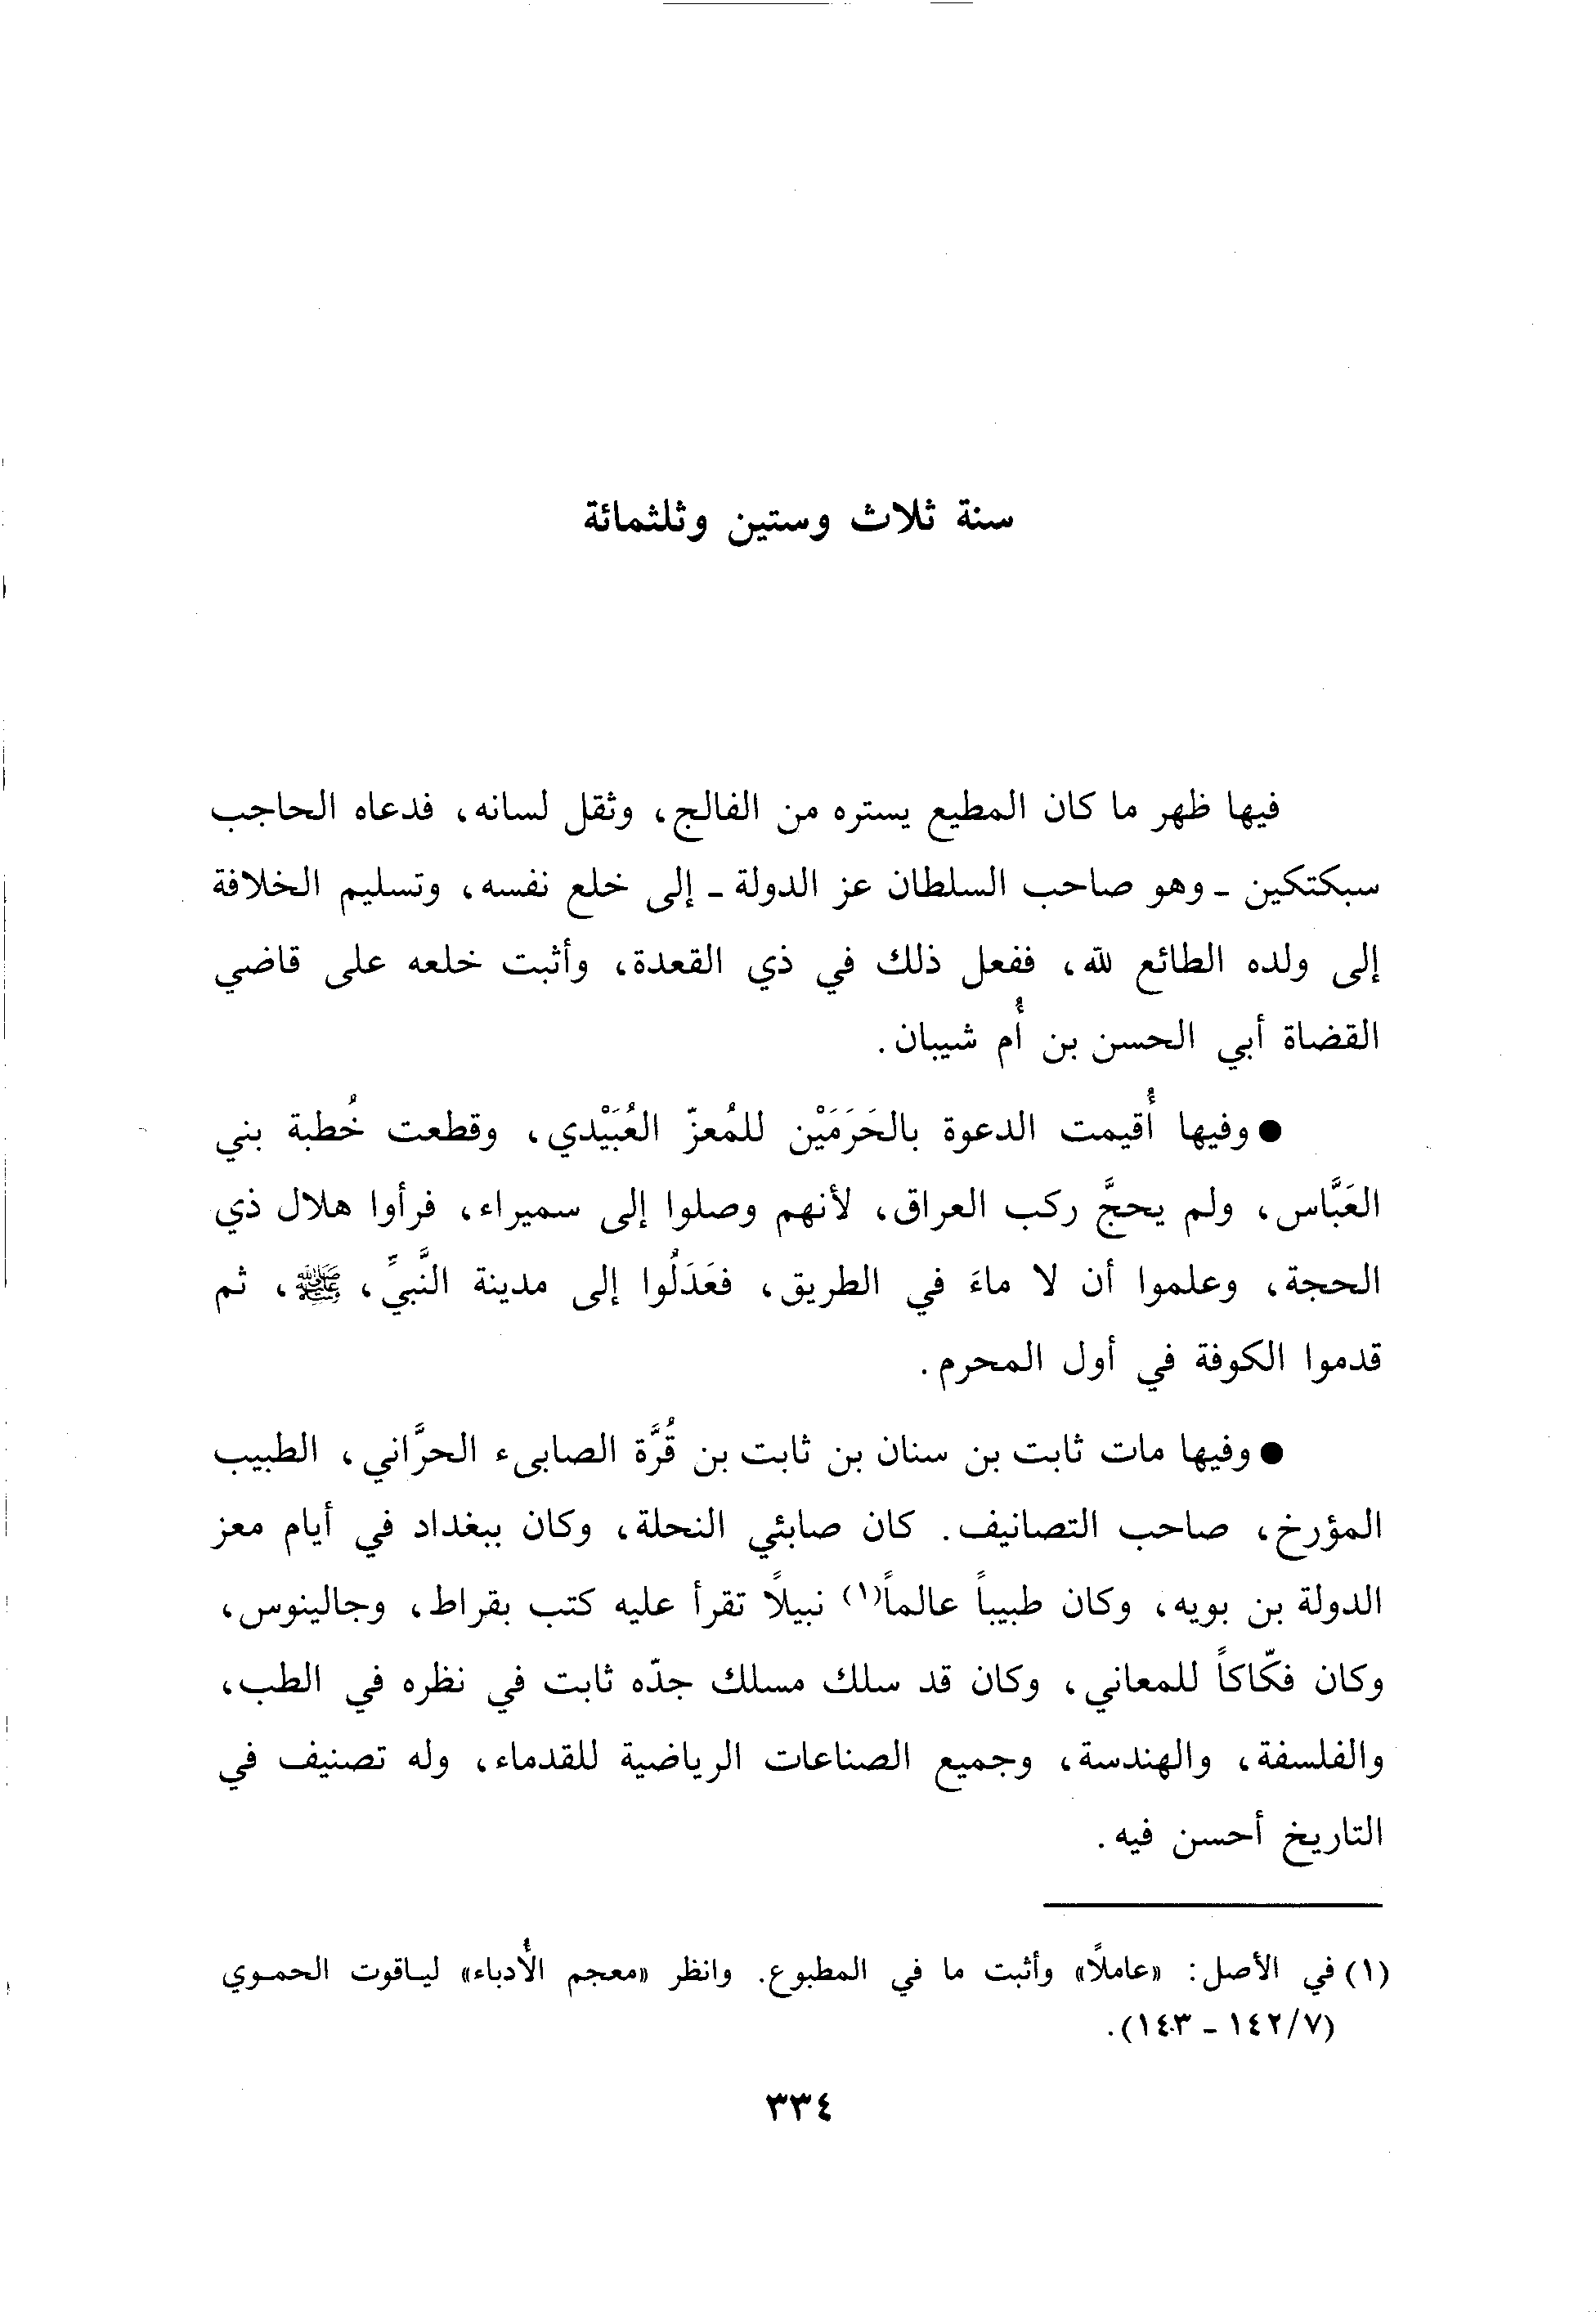 سنة ثلاث وستين وثلثمائة
فيها ظهر ما كان المطيع يستره من الفالج، وثقل لسانه، فدعاه الحاجب
سبكتكين - وهو صاحب السلطان عز الدولة - إلى خلع نفسه، وتسليم الخلافة
إلى ولده الطائع لله، ففعل ذلك في ذي القعدة، وأثبت خلعه على قاضي
القضاة أبي الحسن بن أُم شيبان.
● وفيها أُقيمت الدعوة بالحَرَمَيْن للمُعزّ العُبَيْدي، وقطعت خُطبة بني
العَبَّاس، ولم يحجَّ ركب العراق، لأنهم وصلوا إلى سميراء، فرأوا هلال ذي
الحجة، وعلموا أن لا ماءَ في الطريق، فعَدَلُوا إلى مدينة النَّبيِّ، ﷺ، ثم
قدموا الكوفة في أول المحرم.
● وفيها مات ثابت بن سنان بن ثابت بن قُرَّة الصابىء الحرَّاني، الطبيب
المؤرخ، صاحب التصانيف. كان صابئي النحلة، وكان ببغداد في أيام معز
الدولة بن بويه، وكان طبيباً عالماً(١) نبيلاً تقرأ عليه كتب بقراط، وجالينوس،
وكان فكّاكاً للمعاني، وكان قد سلك مسلك جدّه ثابت في نظره في الطب،
والفلسفة، والهندسة، وجميع الصناعات الرياضية للقدماء، وله تصنيف في
التاريخ أحسن فيه.
(١) في الأصل: «عاملاً» وأثبت ما في المطبوع. وانظر «معجم الأُدباء» لياقوت الحموي
(٧/١٤٢ - ١٤٣).
٣٣٤